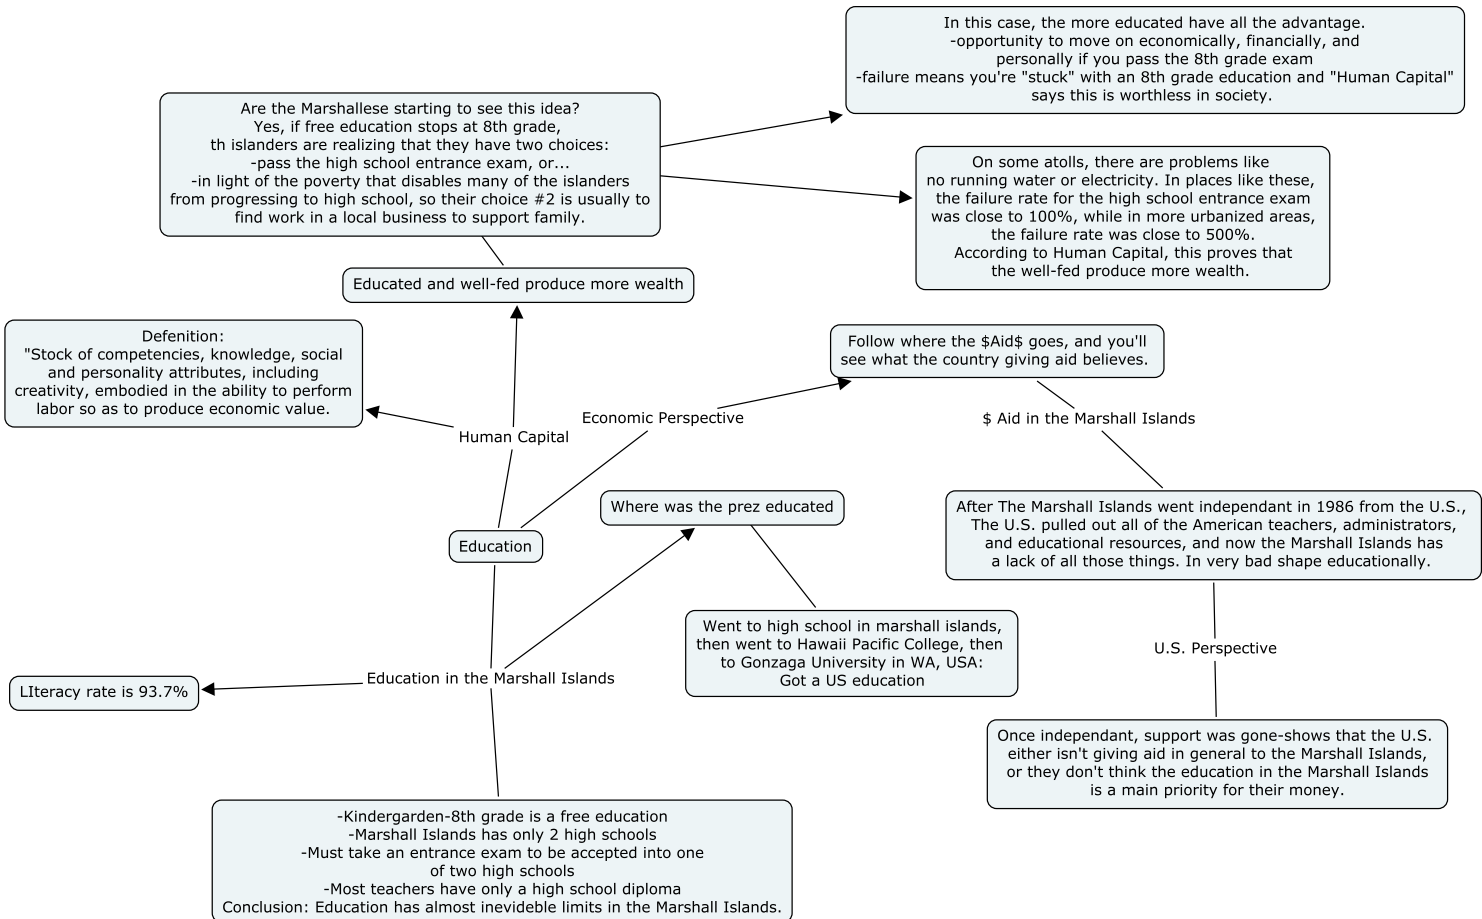 In this case, the more educated have all the advantage.
-opportunity to move on economically, financially, and
personally if you pass the 8th grade exam
-failure means you're "stuck" with an 8th grade education and "Human Capital"
says this is worthless in society.
Are the Marshallese starting to see this idea?
Yes, if free education stops at 8th grade,
th islanders are realizing that they have two choices:
-pass the high school entrance exam, or...
-in light of the poverty that disables many of the islanders
from progressing to high school, so their choice #2 is usually to
find work in a local business to support family.
On some atolls, there are problems like
no running water or electricity. In places like these,
the failure rate for the high school entrance exam
was close to 100%, while in more urbanized areas,
the failure rate was close to 500%.
According to Human Capital, this proves that
the well-fed produce more wealth.
Educated and well-fed produce more wealth
Defenition:
"Stock of competencies, knowledge, social
and personality attributes, including
creativity, embodied in the ability to perform
labor so as to produce economic value.
Follow where the $Aid$ goes, and you'll
see what the country giving aid believes.
Economic Perspective
$ Aid in the Marshall Islands
Human Capital
Where was the prez educated
After The Marshall Islands went independant in 1986 from the U.S.,
The U.S. pulled out all of the American teachers, administrators,
and educational resources, and now the Marshall Islands has
a lack of all those things. In very bad shape educationally.
Education
Went to high school in marshall islands,
then went to Hawaii Pacific College, then
to Gonzaga University in WA, USA:
Got a US education
U.S. Perspective
Education in the Marshall Islands
LIteracy rate is 93.7%
Once independant, support was gone-shows that the U.S.
either isn't giving aid in general to the Marshall Islands,
or they don't think the education in the Marshall Islands
is a main priority for their money.
-Kindergarden-8th grade is a free education
-Marshall Islands has only 2 high schools
-Must take an entrance exam to be accepted into one
of two high schools
-Most teachers have only a high school diploma
Conclusion: Education has almost inevideble limits in the Marshall Islands.